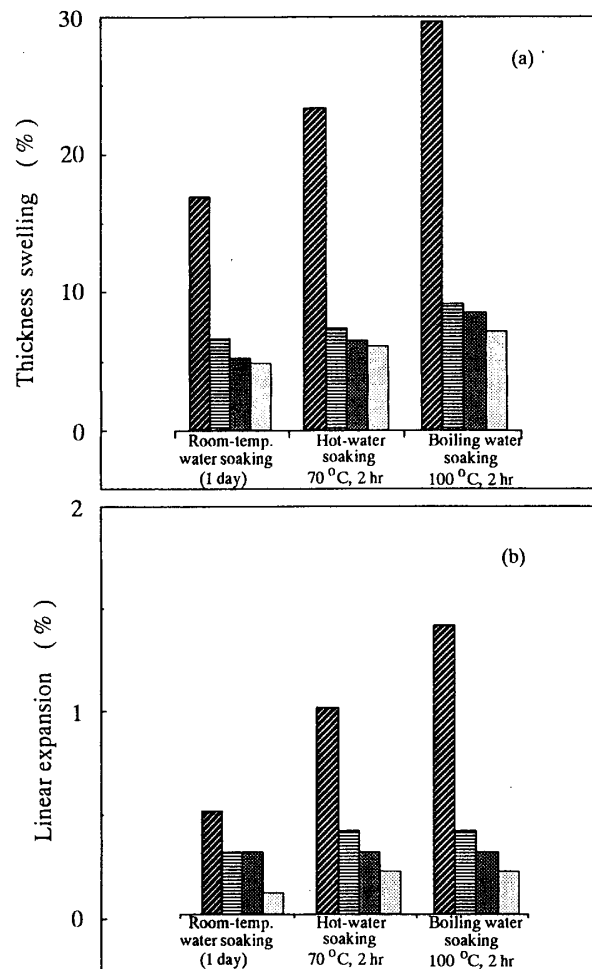 30
(a)
20
10
0
Thickness swelling (%)
Room-temp. Hot-water Boiling water
water soaking soaking soaking
(1 day) 70 °C, 2 hr 100 °C, 2 hr
2
(b)
1
0
Linear expansion (%)
Room-temp. Hot-water Boiling water
water soaking soaking soaking
(1 day) 70 °C, 2 hr 100 °C, 2 hr